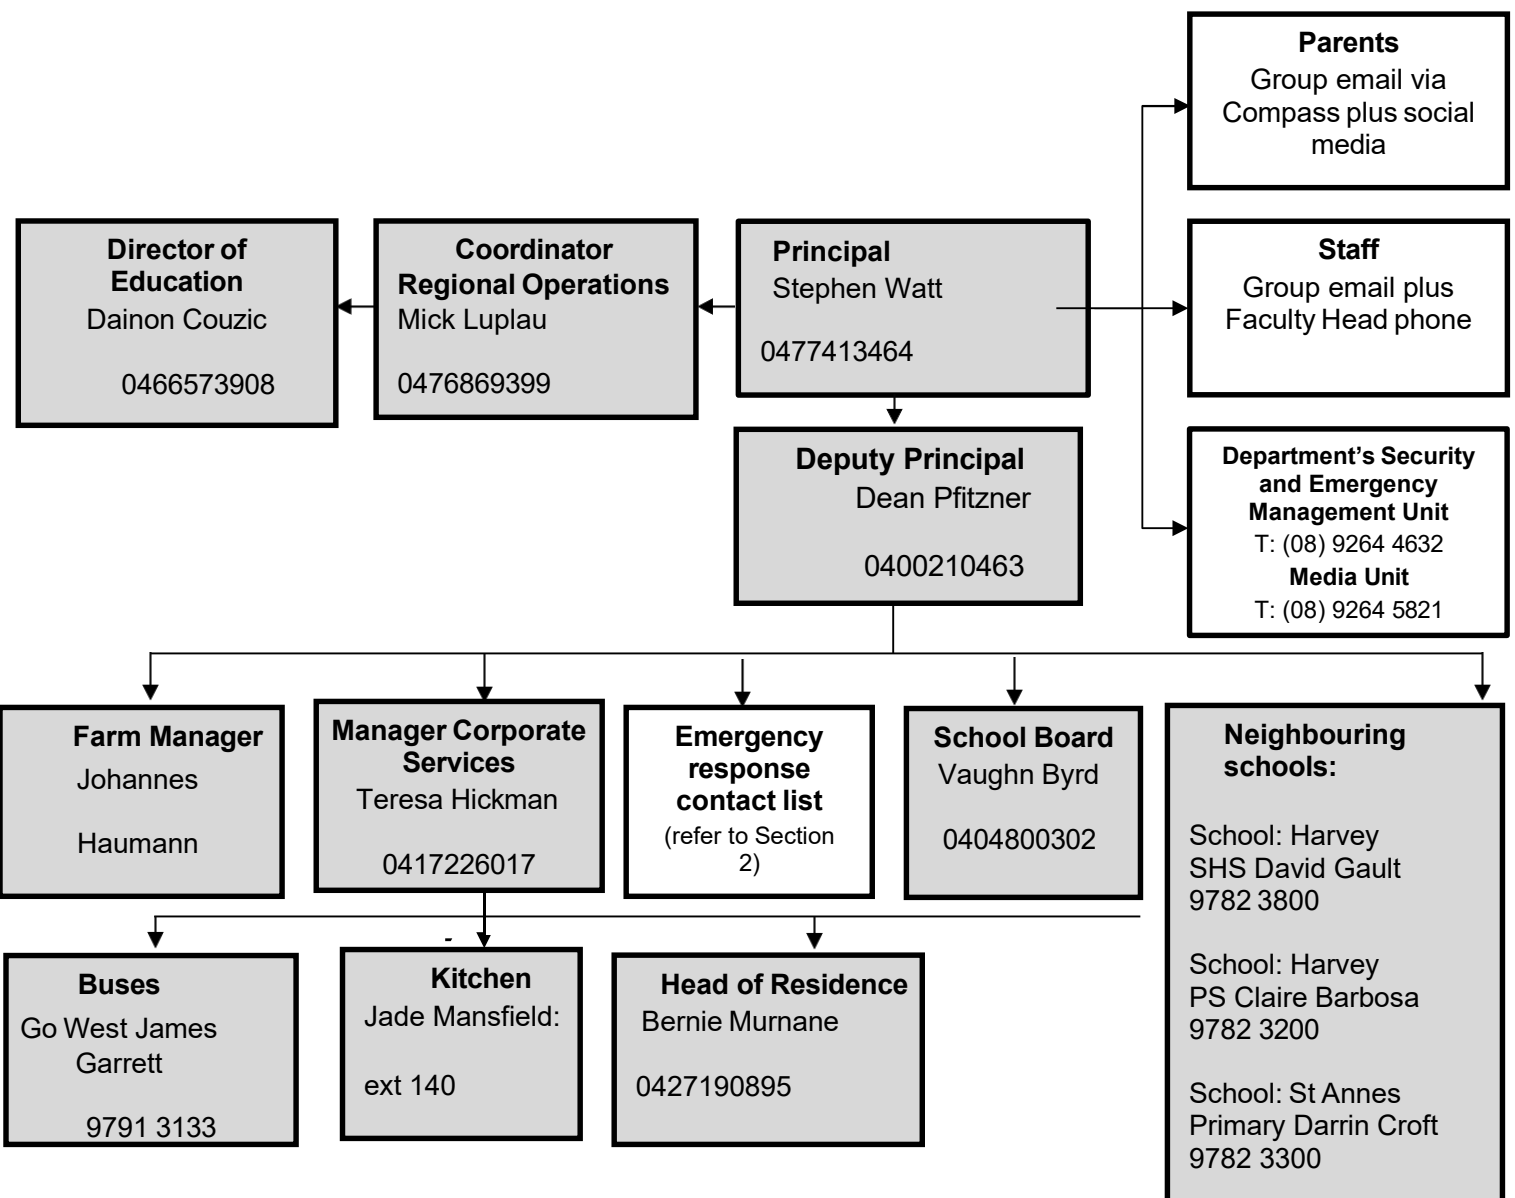 Parents
Group email via
Compass plus social
media
Director of
Education
Dainon Couzic
0466573908
Coordinator
Regional Operations
Mick Luplau
0476869399
Principal
Stephen Watt
0477413464
Staff
Group email plus
Faculty Head phone
Deputy Principal
Dean Pfitzner
0400210463
Department’s Security
and Emergency
Management Unit
T: (08) 9264 4632
Media Unit
T: (08) 9264 5821
Farm Manager
Johannes
Haumann
Manager Corporate
Services
Teresa Hickman
0417226017
Emergency
response
contact list
(refer to Section
2)
School Board
Vaughn Byrd
0404800302
Neighbouring
schools:
School: Harvey
SHS David Gault
9782 3800
School: Harvey
PS Claire Barbosa
9782 3200
School: St Annes
Primary Darrin Croft
9782 3300
Buses
Go West James
Garrett
9791 3133
Kitchen
Jade Mansfield:
ext 140
Head of Residence
Bernie Murnane
0427190895